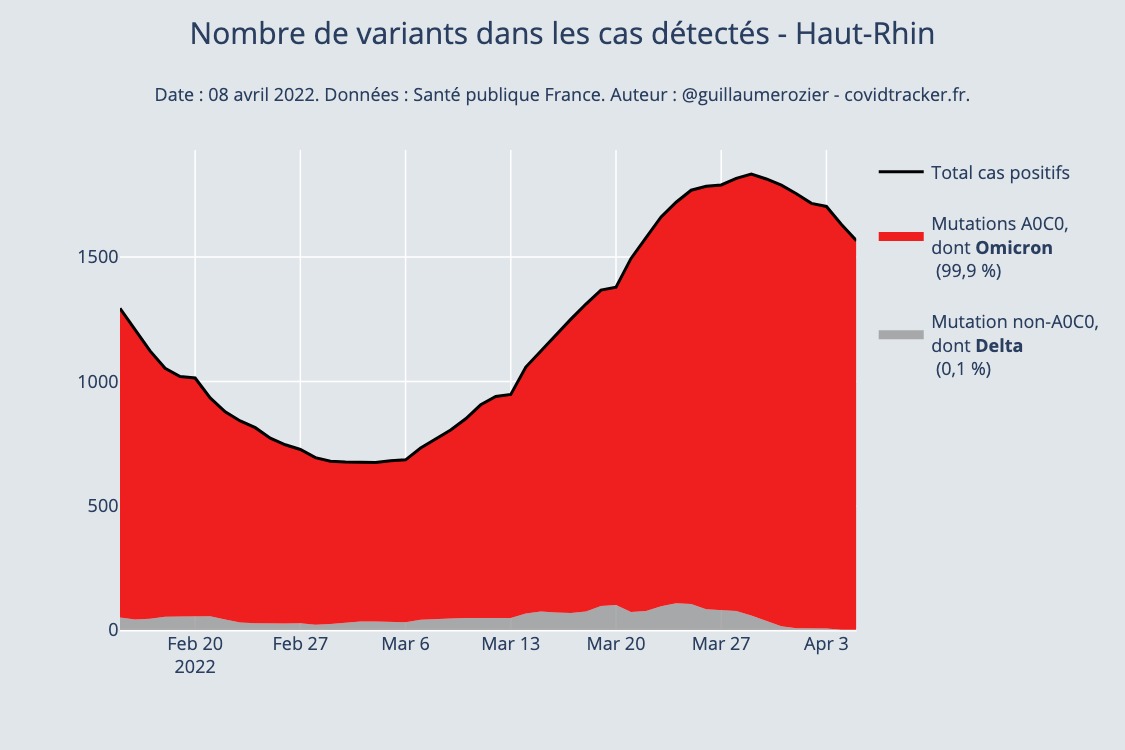 Nombre de variants dans les cas détectés - Haut-Rhin
Date : 08 avril 2022. Données : Santé publique France. Auteur : @guillaumerozier - covidtracker.fr.
Total cas positifs
Mutations A0C0,
dont Omicron
(99,9 %)
Mutation non-A0C0,
dont Delta
(0,1 %)
1500
1000
500
0
Feb 20
2022
Feb 27
Mar 6
Mar 13
Mar 20
Mar 27
Apr 3